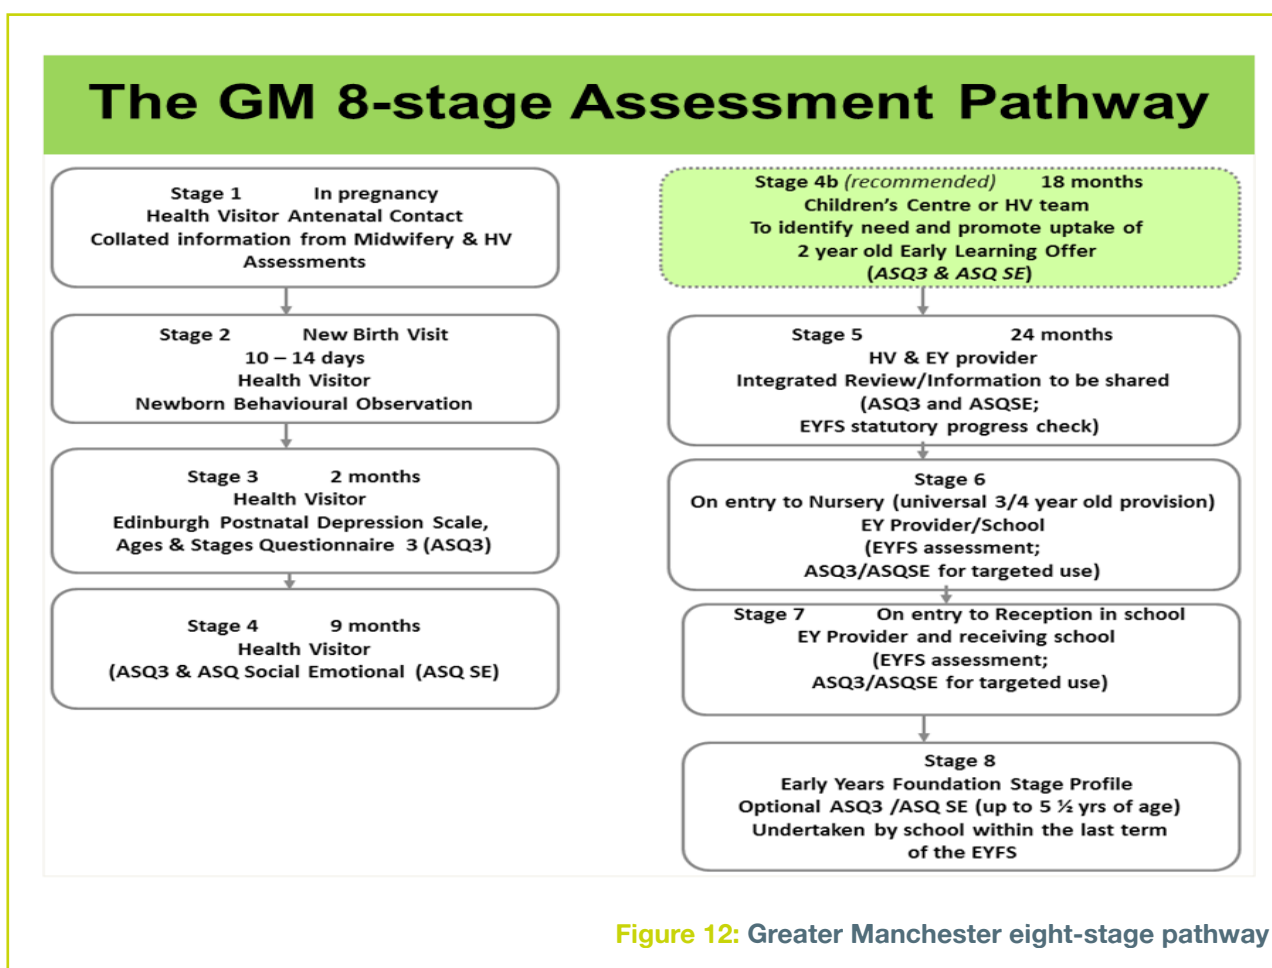 The GM 8-stage Assessment Pathway
Stage 1 In pregnancy
Health Visitor Antenatal Contact
Collated information from Midwifery & HV
Assessments
Stage 2 New Birth Visit
10 – 14 days
Health Visitor
Newborn Behavioural Observation
Stage 3 2 months
Health Visitor
Edinburgh Postnatal Depression Scale,
Ages & Stages Questionnaire 3 (ASQ3)
Stage 4 9 months
Health Visitor
(ASQ3 & ASQ Social Emotional (ASQ SE)
Stage 4b (recommended) 18 months
Children's Centre or HV team
To identify need and promote uptake of
2 year old Early Learning Offer
(ASQ3 & ASQ SE)
Stage 5 24 months
HV & EY provider
Integrated Review/Information to be shared
(ASQ3 and ASQSE;
EYFS statutory progress check)
Stage 6
On entry to Nursery (universal 3/4 year old provision)
EY Provider/School
(EYFS assessment;
ASQ3/ASQSE for targeted use)
Stage 7 On entry to Reception in school
EY Provider and receiving school
(EYFS assessment;
ASQ3/ASQSE for targeted use)
Stage 8
Early Years Foundation Stage Profile
Optional ASQ3 /ASQ SE (up to 5 ½ yrs of age)
Undertaken by school within the last term
of the EYFS
Figure 12: Greater Manchester eight-stage pathway